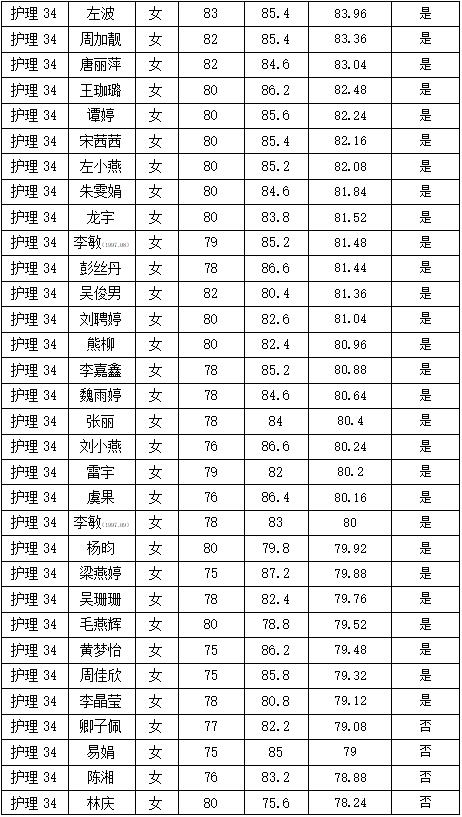 护理 34 左波 女 83 85.4 83.96 是
护理 34 周加靓 女 82 85.4 83.36 是
护理 34 唐丽萍 女 82 84.6 83.04 是
护理 34 王珈璐 女 80 86.2 82.48 是
护理 34 谭婷 女 80 85.6 82.24 是
护理 34 宋茜茜 女 80 85.4 82.16 是
护理 34 左小燕 女 80 85.2 82.08 是
护理 34 朱雯娟 女 80 84.6 81.84 是
护理 34 龙宇 女 80 83.8 81.52 是
护理 34 李敏(1997.08) 女 79 85.2 81.48 是
护理 34 彭丝丹 女 78 86.6 81.44 是
护理 34 吴俊男 女 82 80.4 81.36 是
护理 34 刘聘婷 女 80 82.6 81.04 是
护理 34 熊柳 女 80 82.4 80.96 是
护理 34 李嘉鑫 女 78 85.2 80.88 是
护理 34 魏雨婷 女 78 84.6 80.64 是
护理 34 张丽 女 78 84 80.4 是
护理 34 刘小燕 女 76 86.6 80.24 是
护理 34 雷宇 女 79 82 80.2 是
护理 34 虞果 女 76 86.4 80.16 是
护理 34 李敏(1997.09) 女 78 83 80 是
护理 34 杨昀 女 80 79.8 79.92 是
护理 34 梁燕婷 女 75 87.2 79.88 是
护理 34 吴珊珊 女 78 82.4 79.76 是
护理 34 毛燕辉 女 80 78.8 79.52 是
护理 34 黄梦怡 女 75 86.2 79.48 是
护理 34 周佳欣 女 75 85.8 79.32 是
护理 34 李晶莹 女 78 80.8 79.12 是
护理 34 卿子佩 女 77 82.2 79.08 否
护理 34 易娟 女 75 85 79 否
护理 34 陈湘 女 76 83.2 78.88 否
护理 34 林庆 女 80 75.6 78.24 否